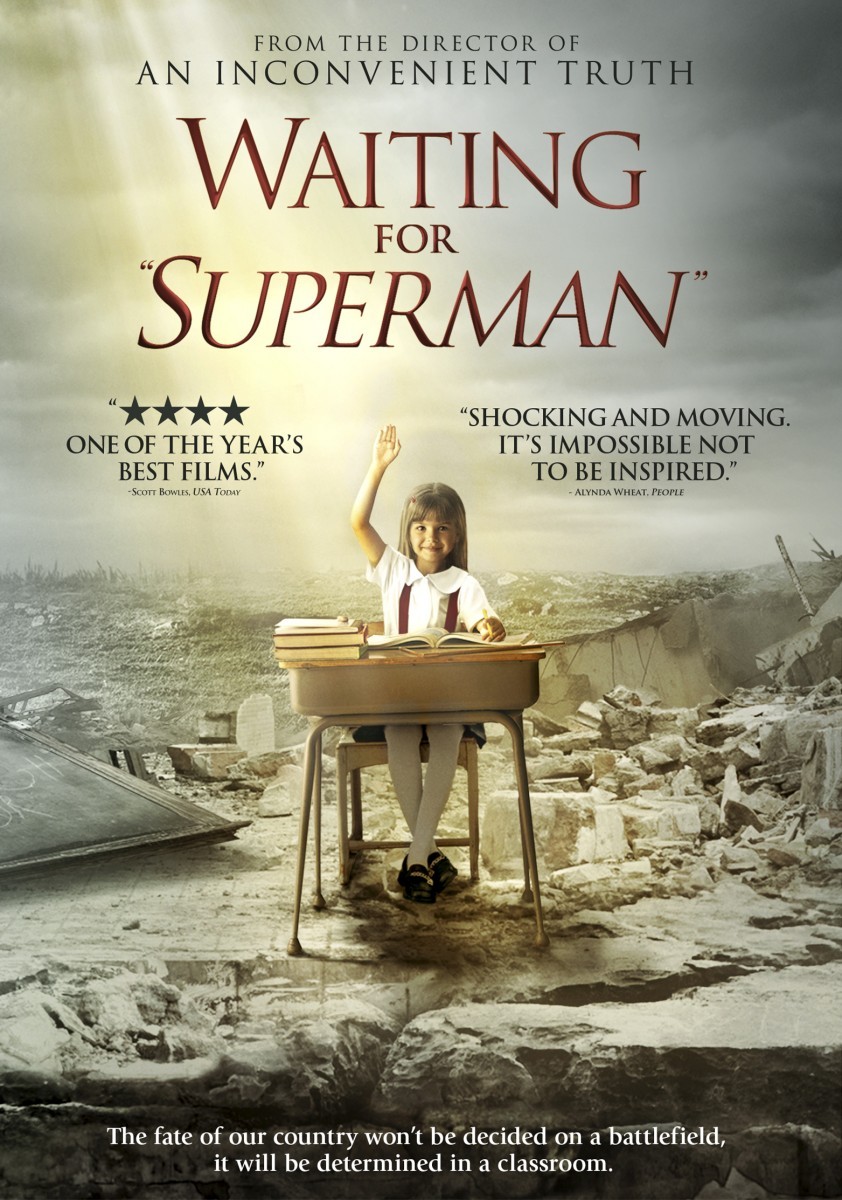 FROM THE DIRECTOR OF
AN INCONVENIENT TRUTH
WAITING
FOR
“SUPERMAN”
“★★★★
ONE OF THE YEAR’S
BEST FILMS.”
-SCOTT BOWLES, USA TODAY
“SHOCKING AND MOVING.
IT’S IMPOSSIBLE NOT
TO BE INSPIRED.”
- ALYNDA WHEAT, PEOPLE
The fate of our country won’t be decided on a battlefield,
it will be determined in a classroom.